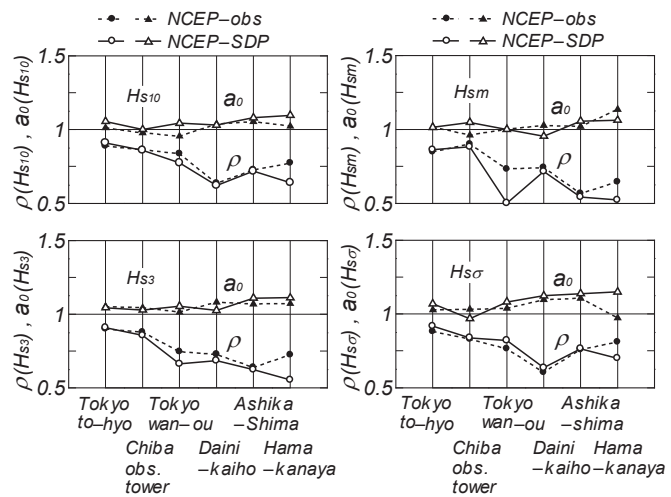 NCEP–obs NCEP–obs
NCEP–SDP NCEP–SDP
1.5 1.5
Hs10 a0 Hsm a0
1 1
ρ ρ
0.5 0.5
ρ(Hs10) , a0(Hs10) ρ(Hsm) , a0(Hsm)
1.5 1.5
Hs3 a0 Hsσ a0
1 1
ρ ρ
0.5 0.5
ρ(Hs3) , a0(Hs3) ρ(Hsσ) , a0(Hsσ)
Tokyo Tokyo Ashika Tokyo Tokyo Ashika
to–hyo wan–ou –Shima to–hyo wan–ou –shima
Chiba Daini Hama Chiba Daini Hama
obs. –kaiho –kanaya obs. –kaiho –kanaya
tower tower